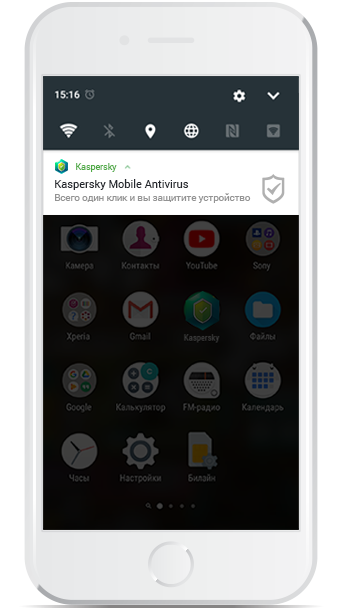 15:16
Kaspersky
Kaspersky Mobile Antivirus
Всего один клик и вы защитите устройство
Камера Контакты YouTube Sony
Xperia Gmail Kaspersky Файлы
Google Калькулятор FM-радио Календарь
Часы Настройки Билайн